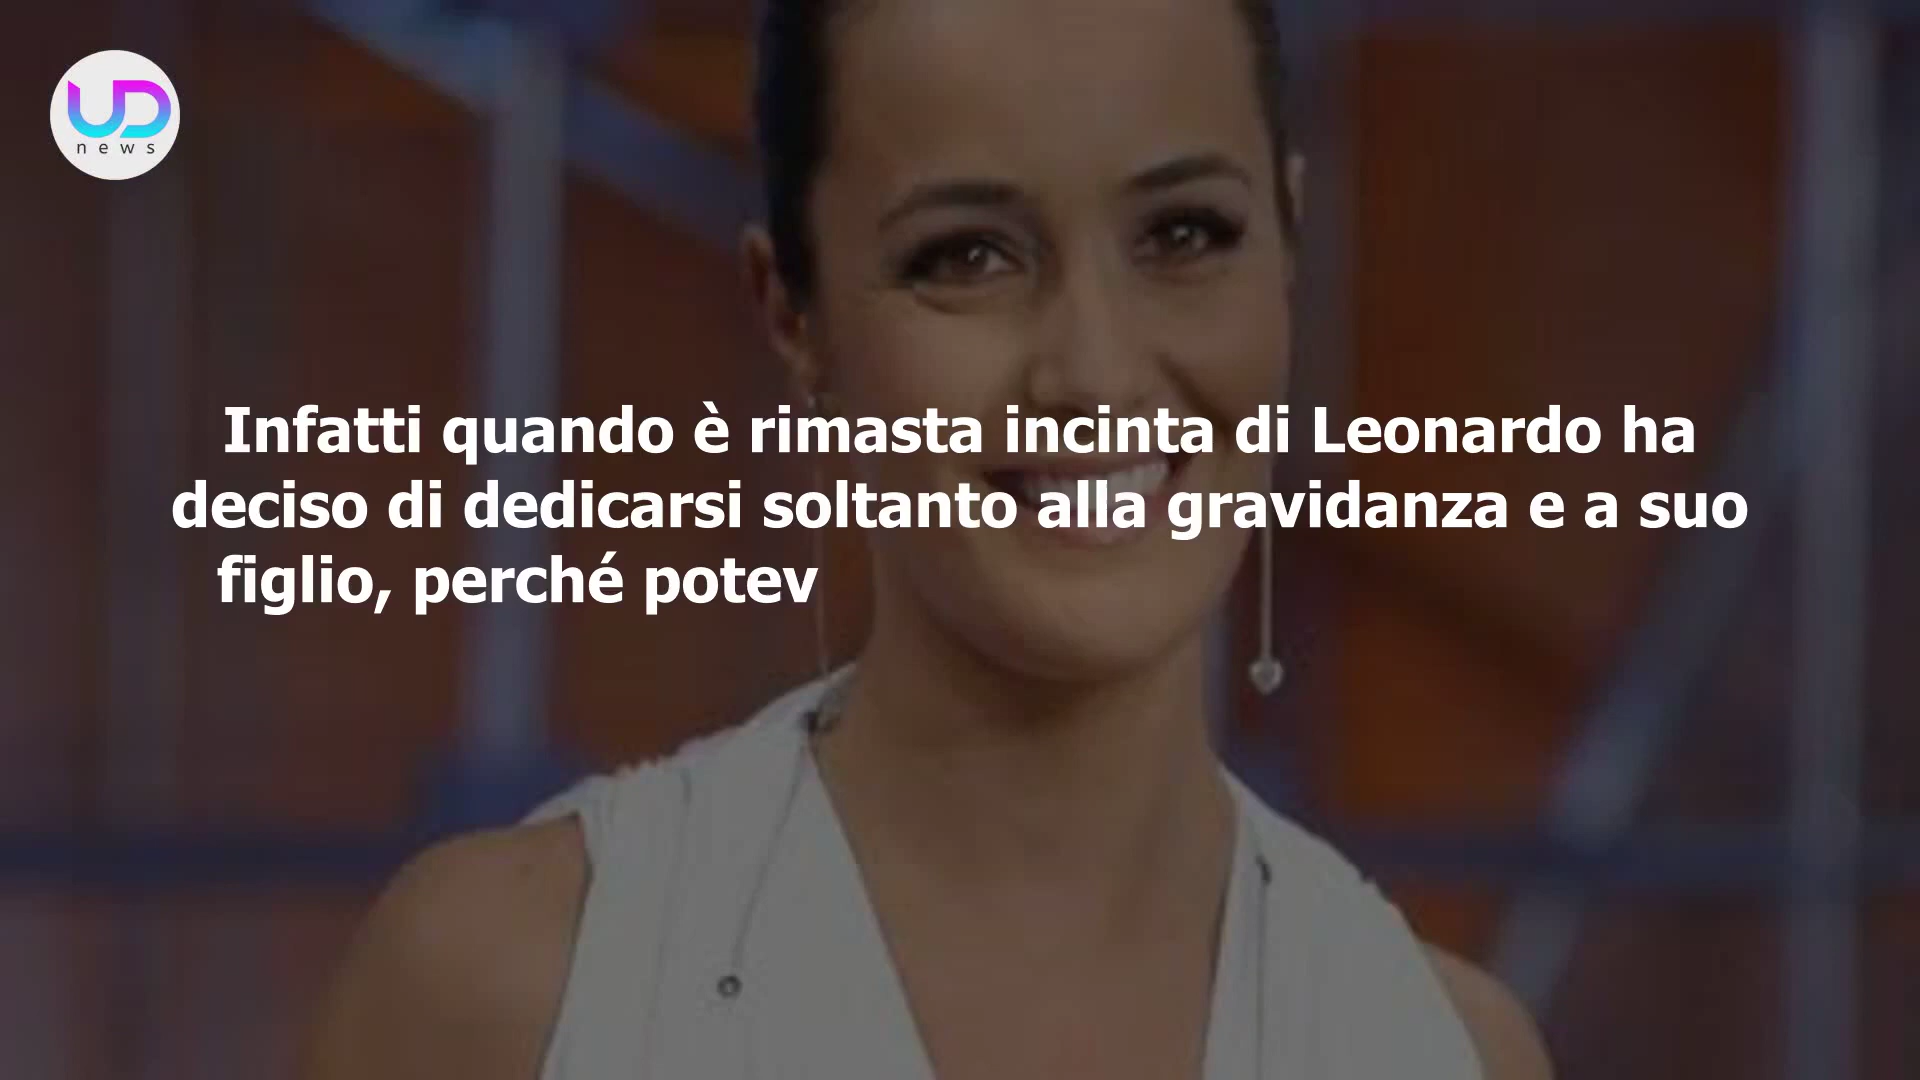 UD
news
Infatti quando è rimasta incinta di Leonardo ha
deciso di dedicarsi soltanto alla gravidanza e a suo
figlio, perché potev